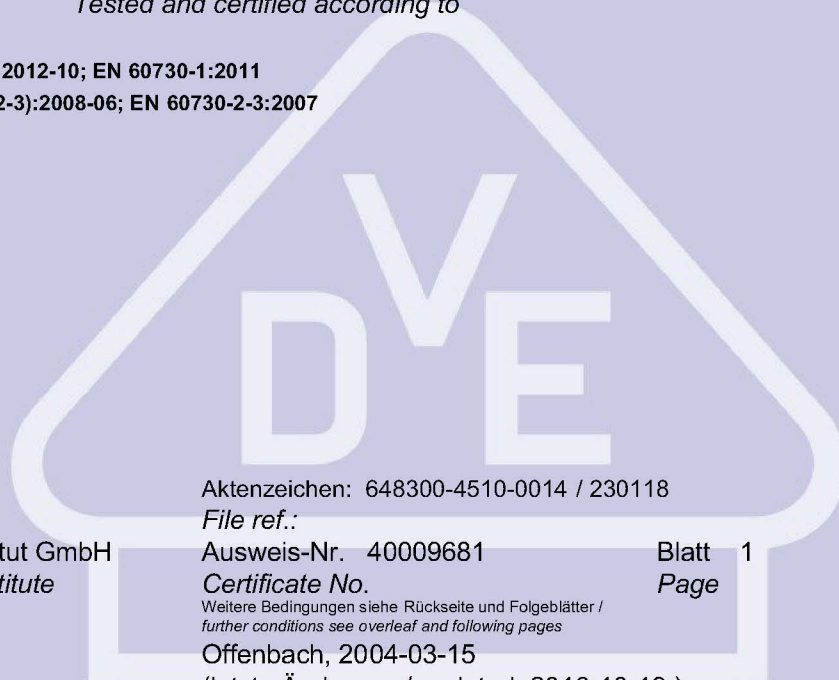 Tested and certified according to
2012-10; EN 60730-1:2011
2-3):2008-06; EN 60730-2-3:2007
DVE
Aktenzeichen: 648300-4510-0014 / 230118
File ref.:
tut GmbH Ausweis-Nr. 40009681 Blatt 1
titute Certificate No. Page
Weitere Bedingungen siehe Rückseite und Folgeblätter /
further conditions see overleaf and following pages
Offenbach, 2004-03-15